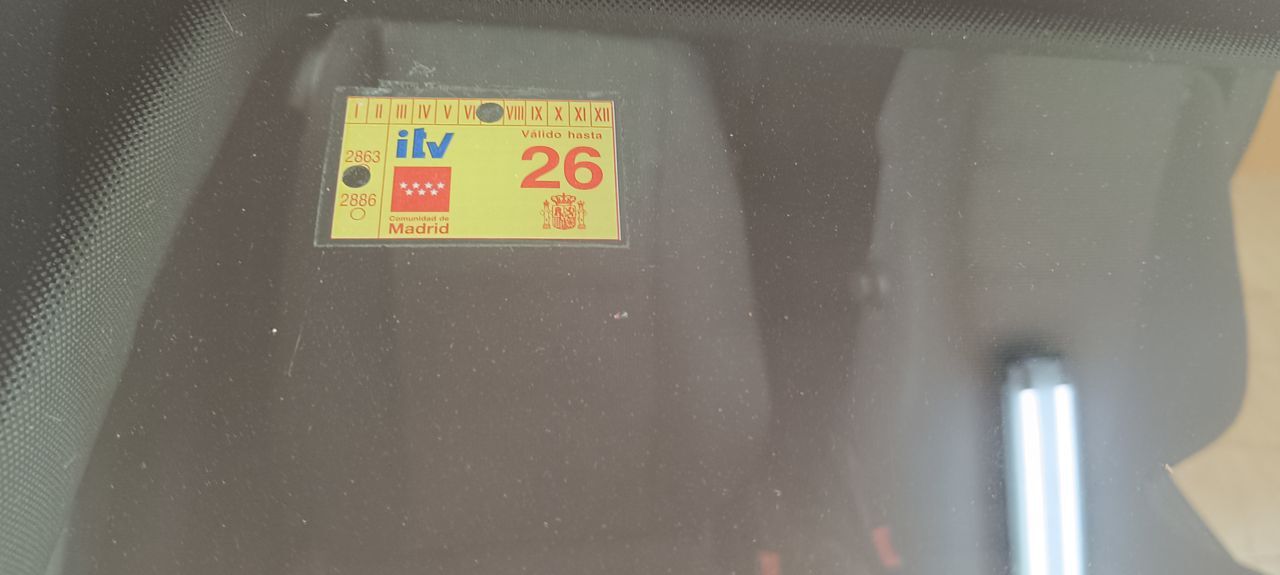 I II III IV V VI VIII IX X XI XII
itv
Válido hasta
26
2863
2886
Comunidad de
Madrid